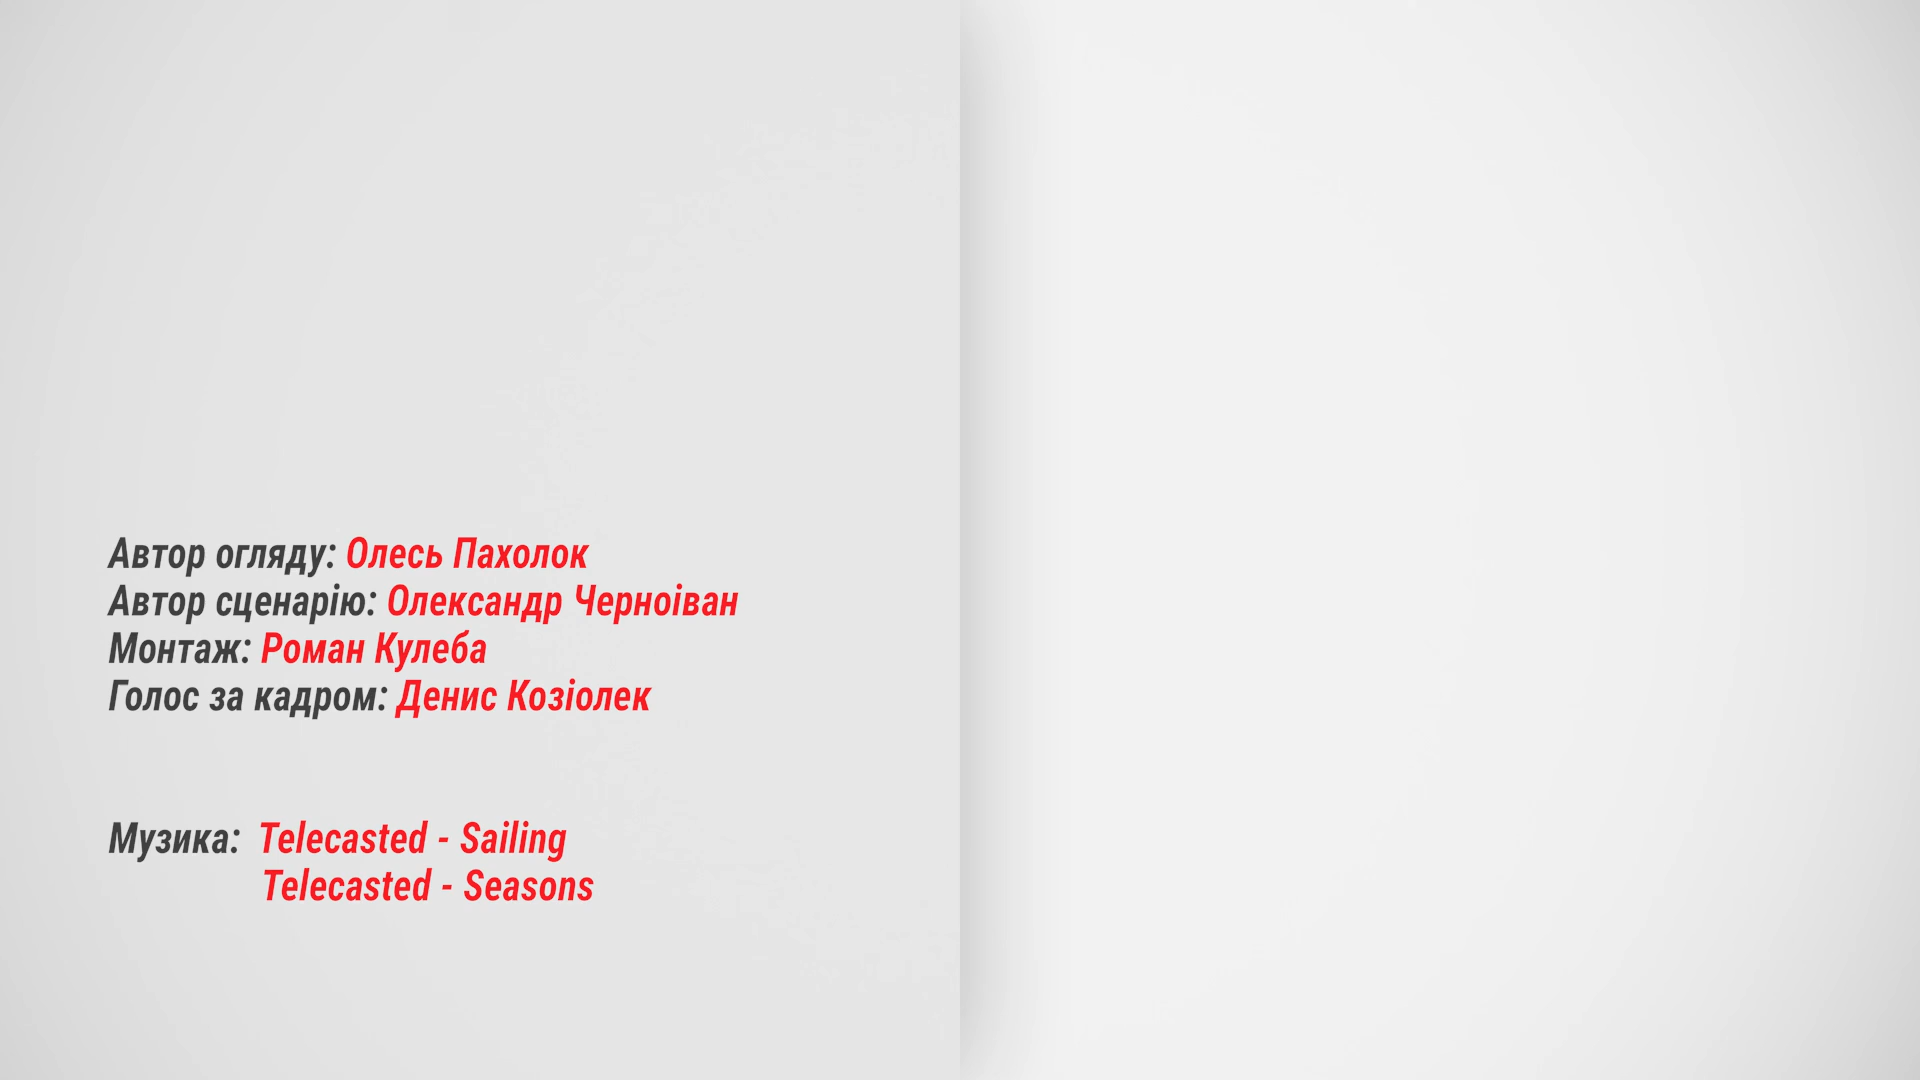 Автор огляду: Олесь Пахолок
Автор сценарію: Олександр Черноіван
Монтаж: Роман Кулеба
Голос за кадром: Денис Козіолек
Музика: Telecasted - Sailing
Telecasted - Seasons